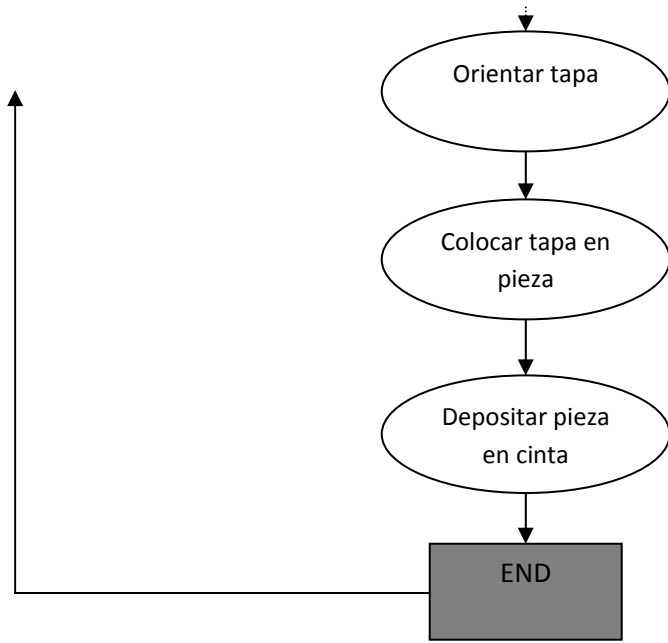 Orientar tapa
Colocar tapa en
pieza
Depositar pieza
en cinta
END